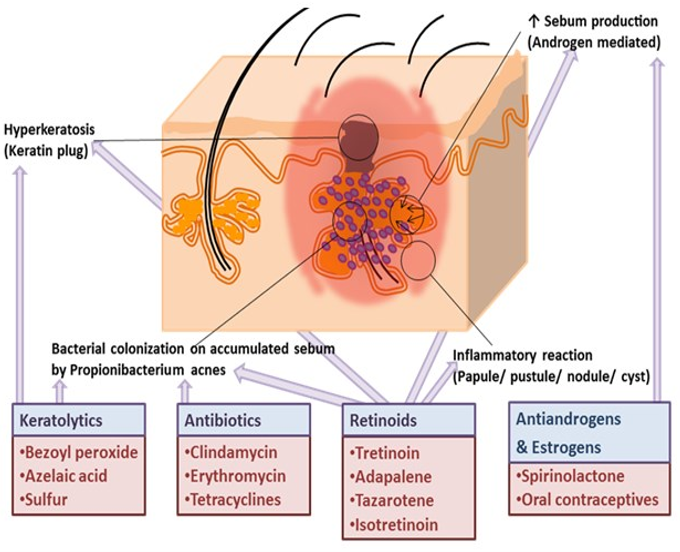 ↑ Sebum production
(Androgen mediated)
Hyperkeratosis
(Keratin plug)
Bacterial colonization on accumulated sebum
by Propionibacterium acnes
Inflammatory reaction
(Papule/ pustule/ nodule/ cyst)
Keratolytics
•Bezoyl peroxide
•Azelaic acid
•Sulfur
Antibiotics
•Clindamycin
•Erythromycin
•Tetracyclines
Retinoids
•Tretinoin
•Adapalene
•Tazarotene
•Isotretinoin
Antiandrogens
& Estrogens
•Spirinolactone
•Oral contraceptives